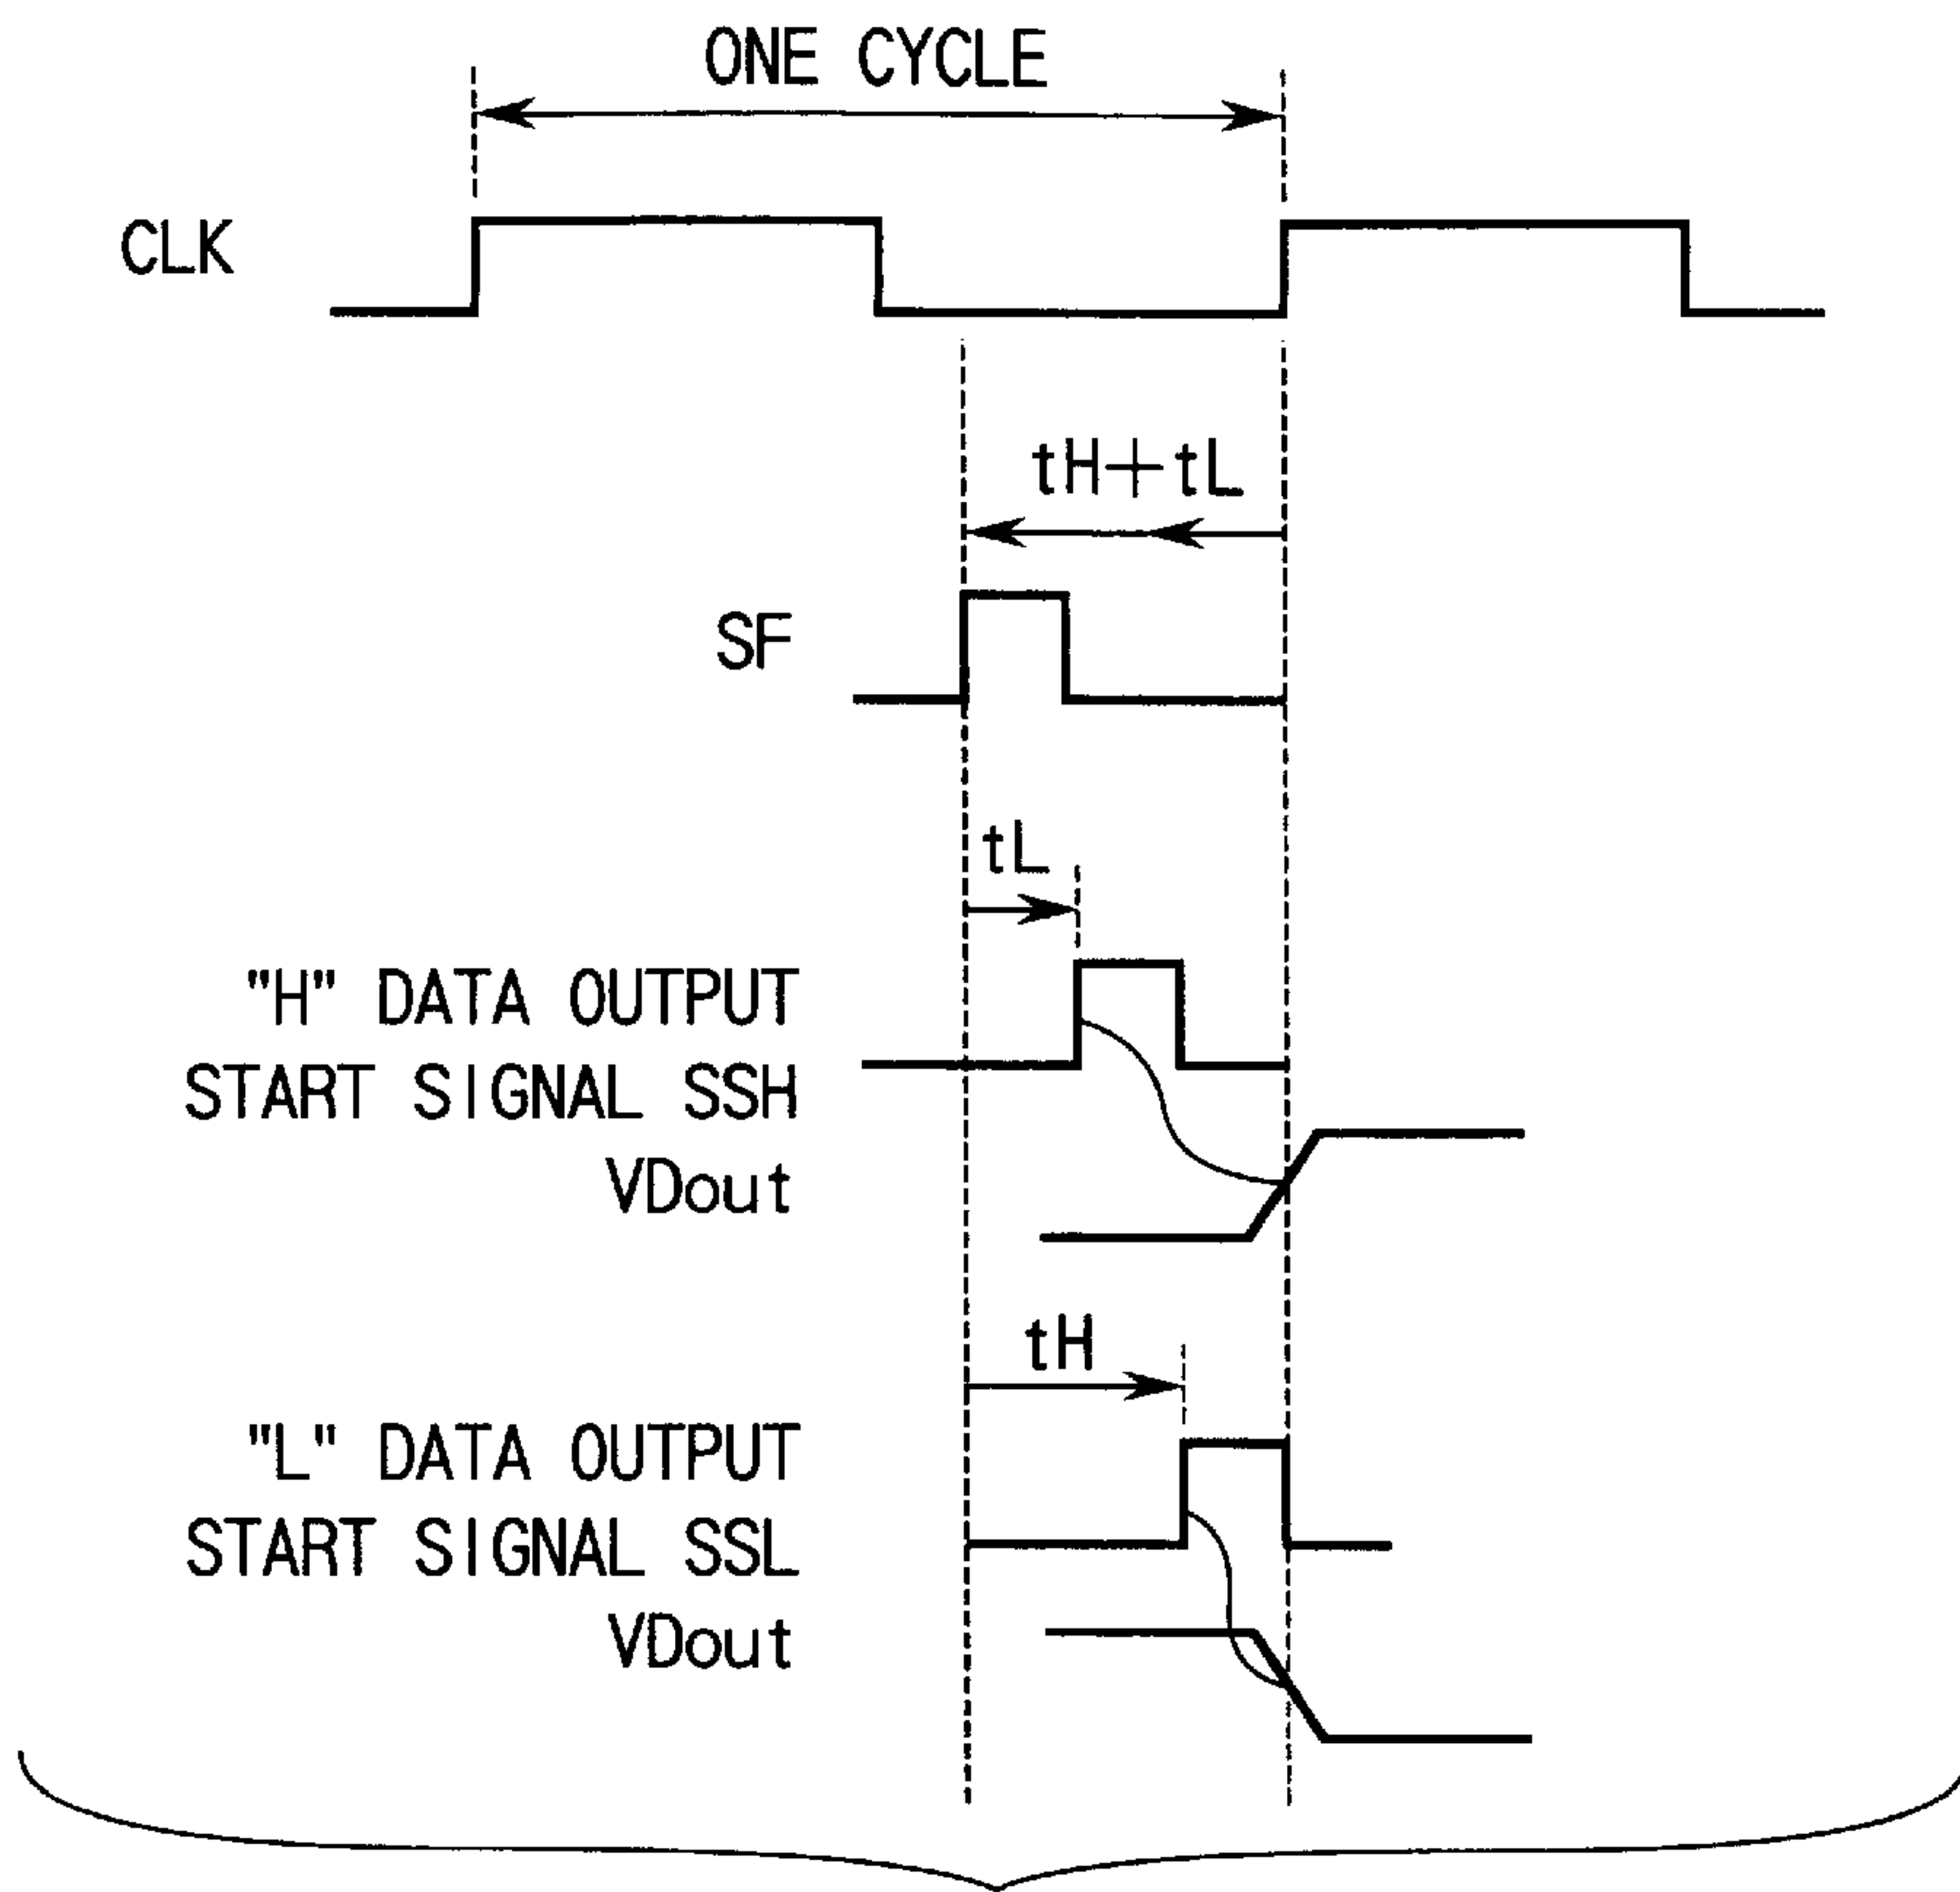 ONE CYCLE
CLK
tH+tL
SF
tL
"H" DATA OUTPUT
START SIGNAL SSH
VDout
tH
"L" DATA OUTPUT
START SIGNAL SSL
VDout